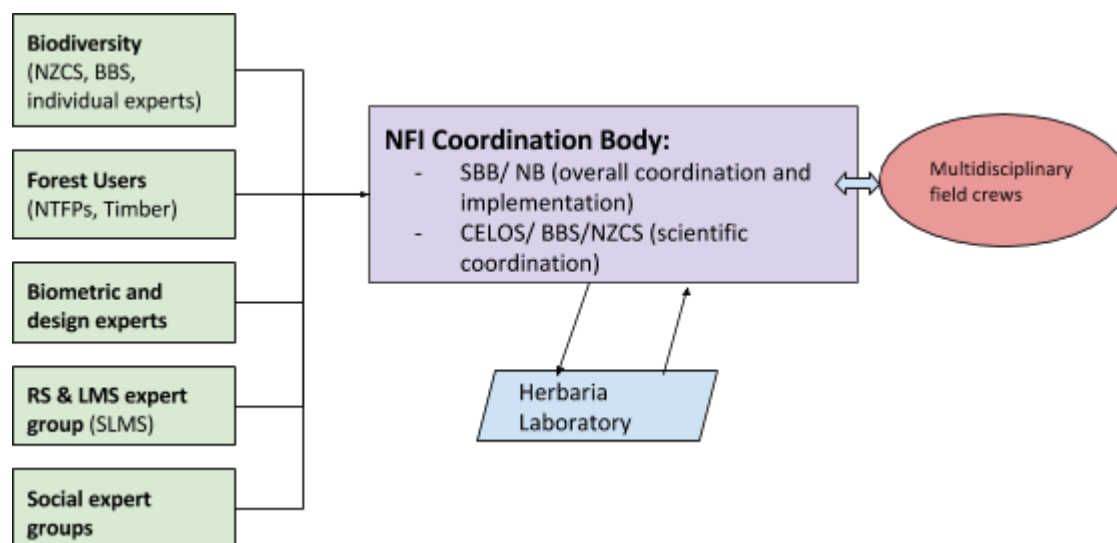 Biodiversity
(NZCS, BBS,
individual experts)
Forest Users
(NTFPs, Timber)
Biometric and
design experts
RS & LMS expert
group (SLMS)
Social expert
groups
NFI Coordination Body:
- SBB/ NB (overall coordination and
implementation)
- CELOS/ BBS/NZCS (scientific
coordination)
Herbaria
Laboratory
Multidisciplinary
field crews